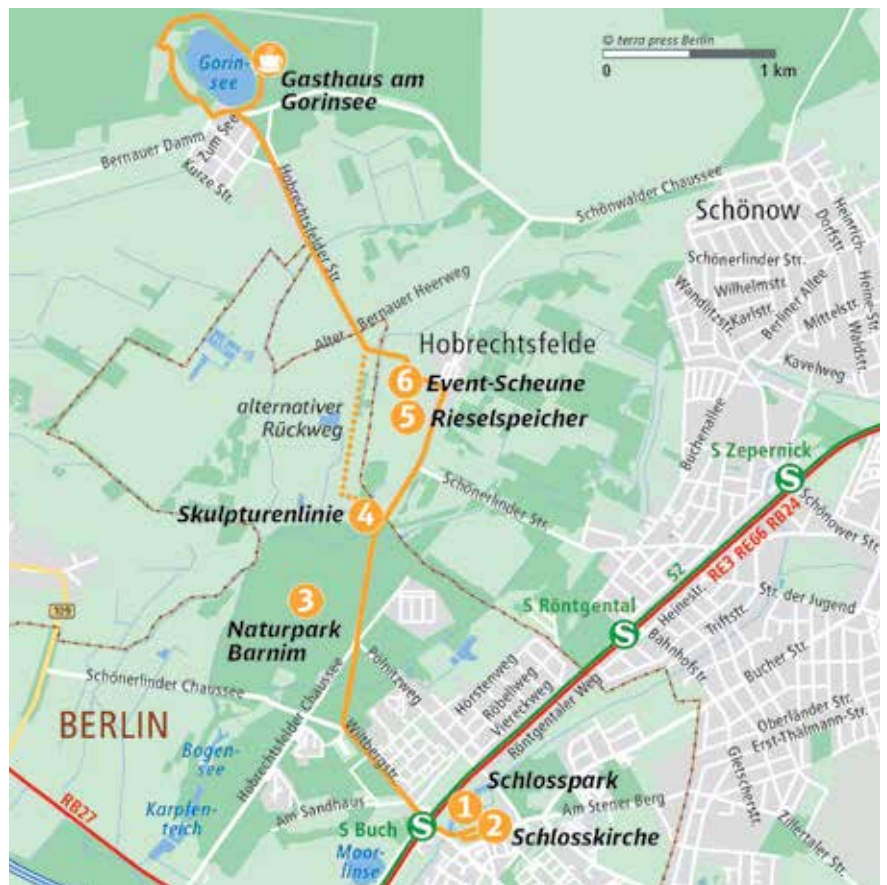 © terra press Berlin
0 1 km
Gorin-
see
Gasthaus am
Gorinsee
Bernauer Damm
Zum See
Kurze Str.
Hobrechtsfelder Str.
Schönwalder Chaussee
Schönow
Heinrich-
Heine-Str.
Dorfstr.
Schönerlinder Str.
Wilhelmstr.
Wandlitzstr.
Karlstr.
Berliner Allee
Mittelstr.
Waldstr.
Kavelweg
Alter Bernauer Heerweg
Hobrechtsfelde
6 Event-Scheune
5 Rieselspeicher
alternativer
Rückweg
Buchenallee
S Zepernick
S
Schönower Str.
Skulpturenlinie 4
Schönerlinder Str.
S2
RE3 RE66 RB24
3
Naturpark
Barnim
S Röntgental
S
Heinestr.
Triftstr.
Str. der Jugend
Bahnhofstr.
Bucher Str.
109
Schönerlinder Chaussee
Hobrechtsfelder Chaussee
Pölnitzweg
Horstenweg
Röbellweg
Viereckweg
Röntgentaler Weg
Oberländer Str.
Ernst-Thälmann-Str.
BERLIN
Bogen-
see
Wiltbergstr.
Gletscherstr.
Zillertaler Str.
RB27
Karpfen-
teich
Am Sandhaus
Schlosspark
1
Am Stener Berg
S Buch S
2 Schlosskirche
Moor-
linse